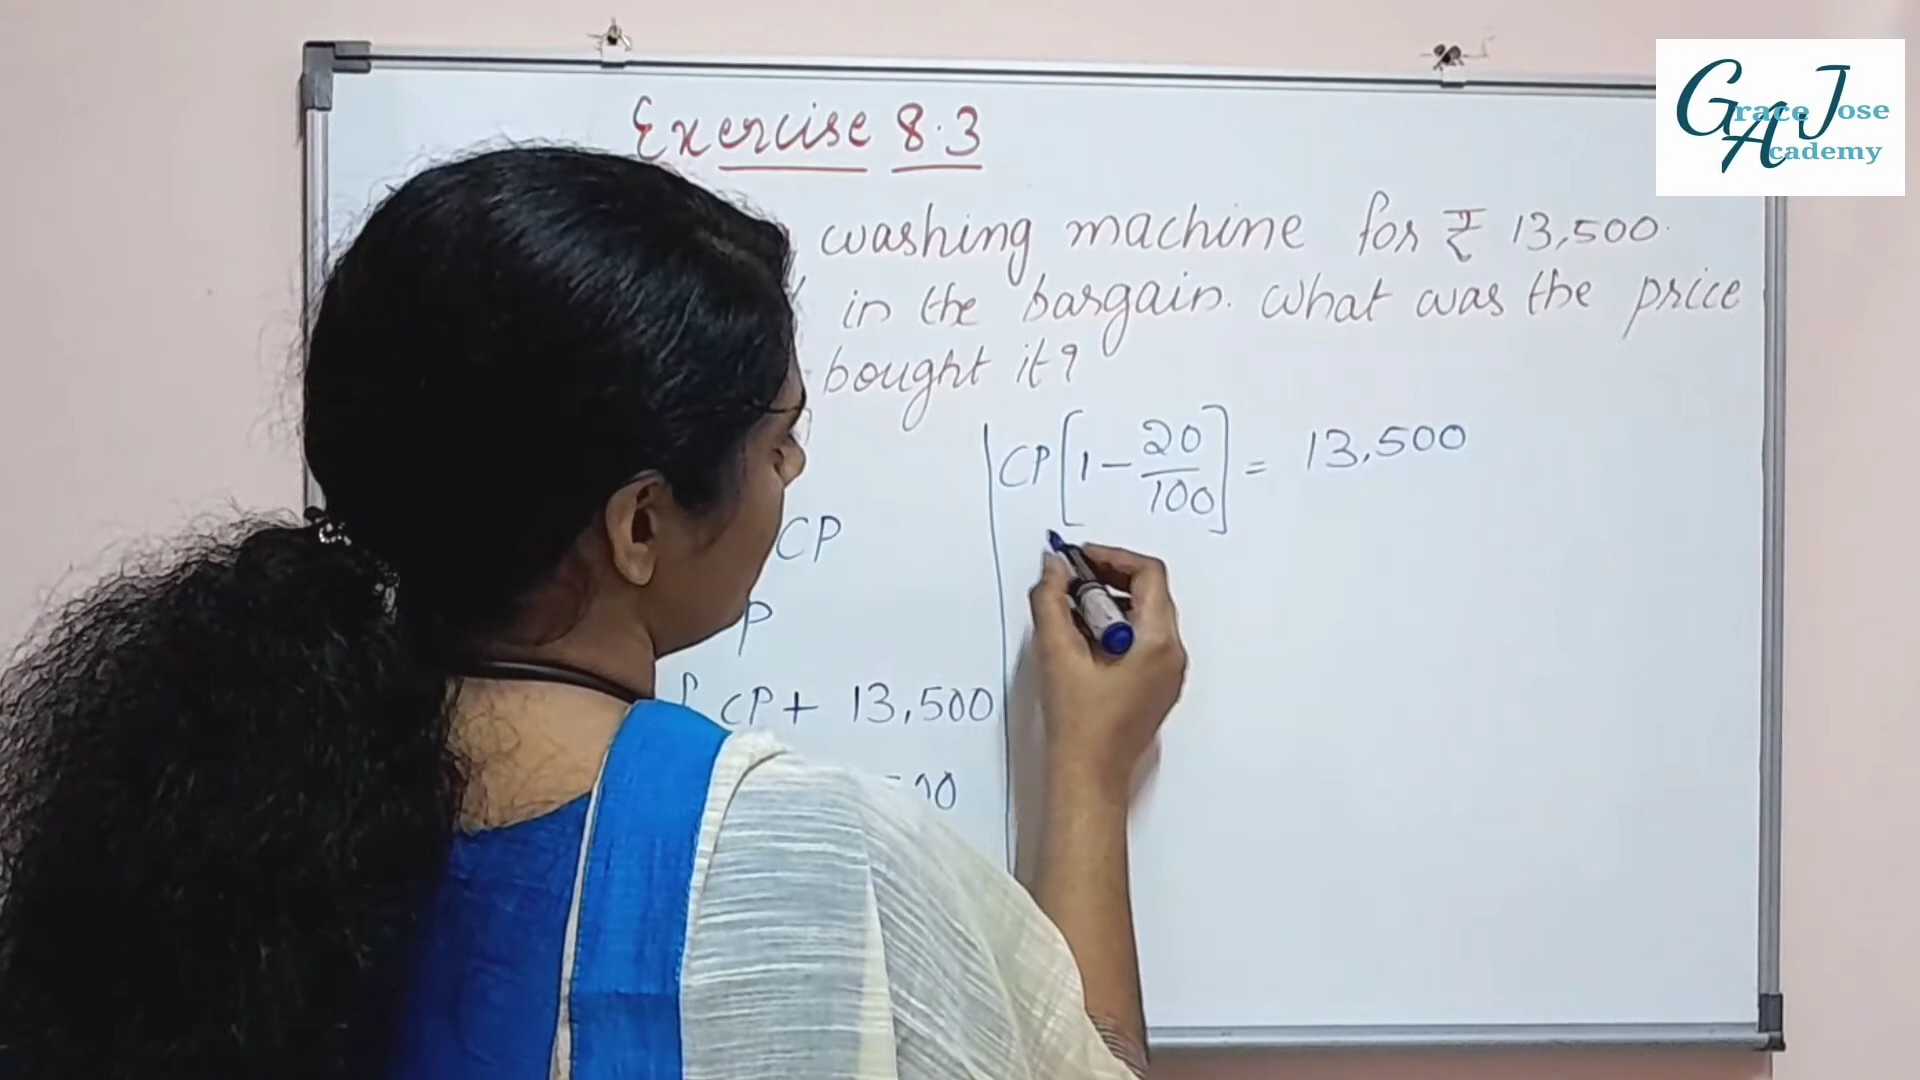 Exercise 8.3
washing machine for ₹ 13,500.
in the bargain. What was the price
bought it?
CP[1 - 20/100] = 13,500
CP
P
CP + 13,500
Grace Jose
Academy